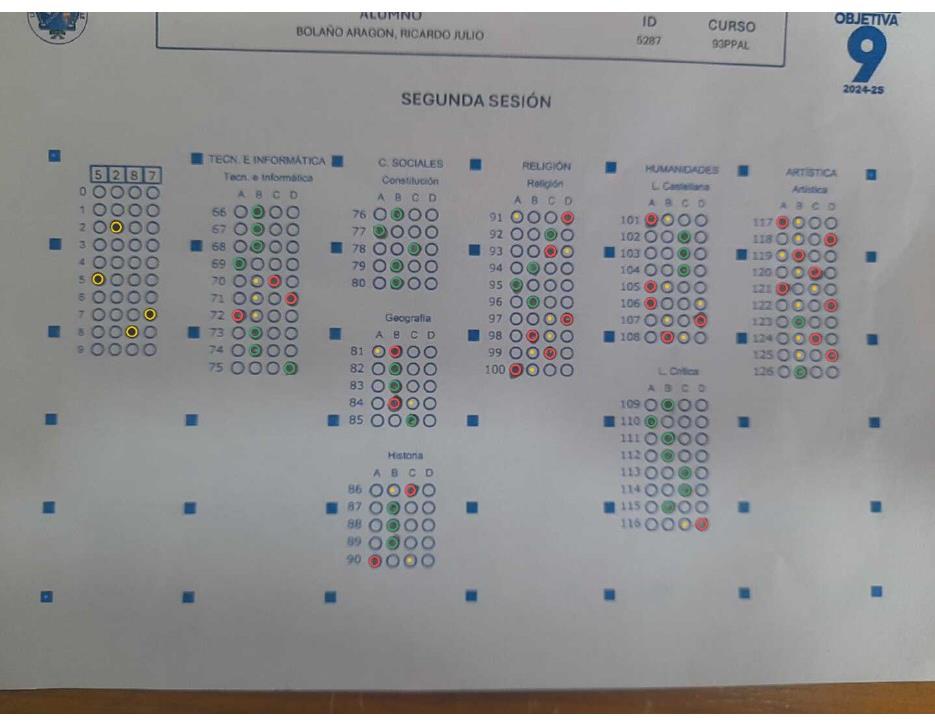 ALUMNO
BOLAÑO ARAGON, RICARDO JULIO
ID
5287
CURSO
93PPAL
OBJETIVA
9
2024-25
SEGUNDA SESIÓN
5 2 8 7
0
1
2
3
4
5
6
7
8
9
TECN. E INFORMÁTICA
Tecn. e Informática
A B C D
66
67
68
69
70
71
72
73
74
75
C. SOCIALES
Constitución
A B C D
76
77
78
79
80
Geografía
A B C D
81
82
83
84
85
Historia
A B C D
86
87
88
89
90
RELIGIÓN
Religión
A B C D
91
92
93
94
95
96
97
98
99
100
HUMANIDADES
L. Castellana
A B C D
101
102
103
104
105
106
107
108
L. Crítica
A B C D
109
110
111
112
113
114
115
116
ARTÍSTICA
Artística
A B C D
117
118
119
120
121
122
123
124
125
126